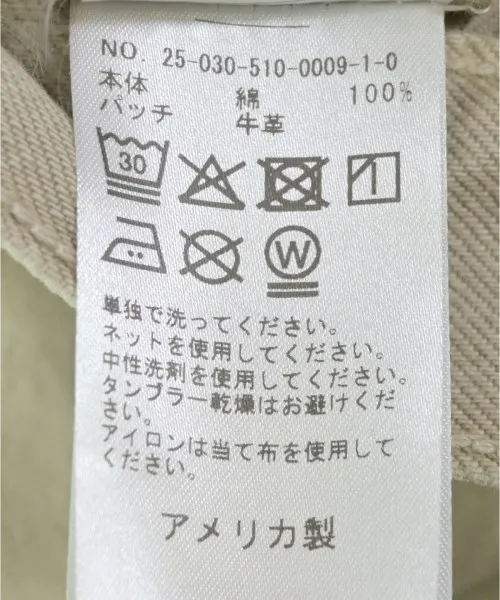 NO. 25-030-510-0009-1-0
本体 綿 100%
パッチ 牛革
30
W
単独で洗ってください。
ネットを使用してください。
中性洗剤を使用してください。
タンブラー乾燥はお避けくだ
さい。
アイロンは当て布を使用して
ください。
アメリカ製